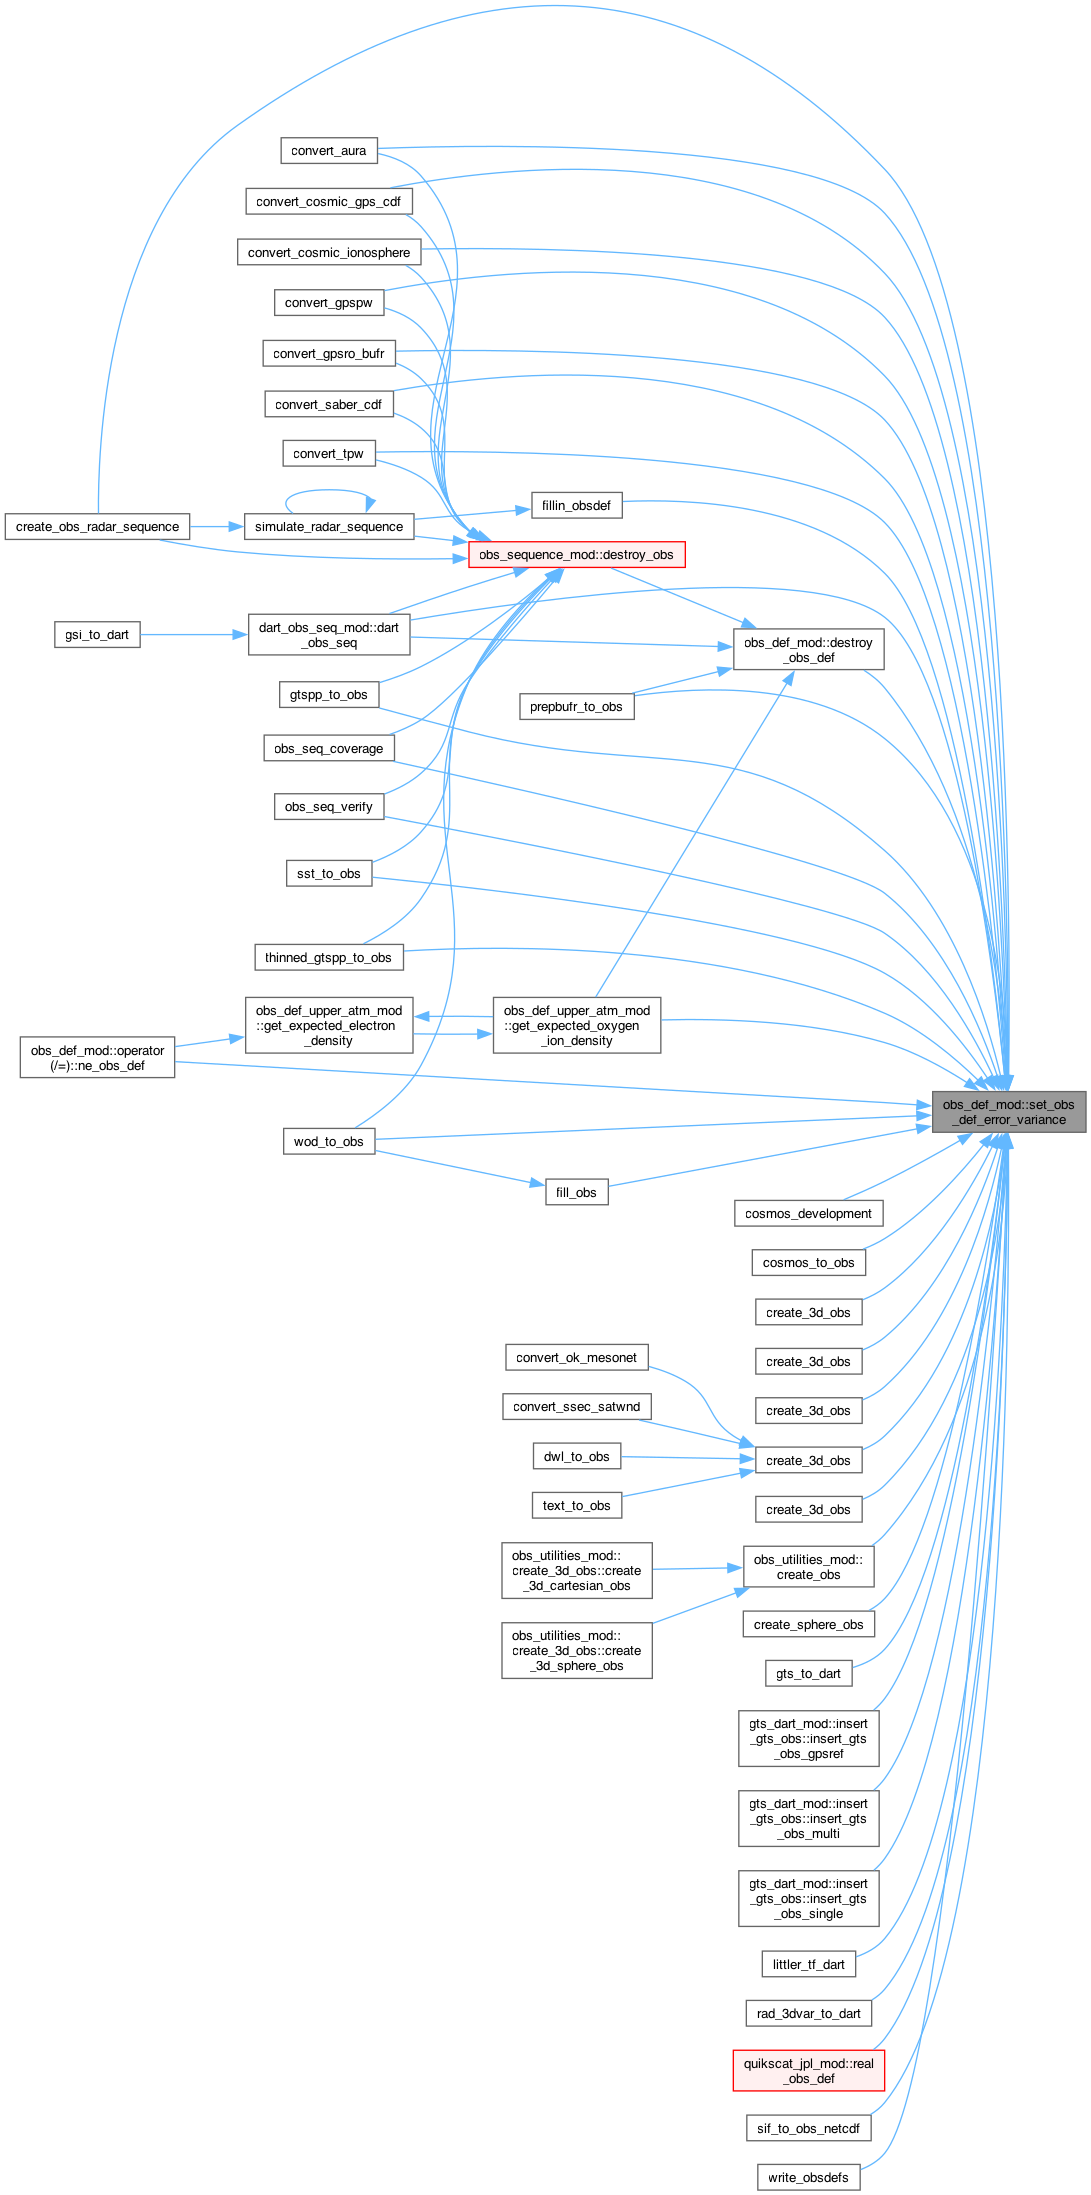 convert_aura
convert_cosmic_gps_cdf
convert_cosmic_ionosphere
convert_gpspw
convert_gpsro_bufr
convert_saber_cdf
convert_tpw
fillin_obsdef
create_obs_radar_sequence
simulate_radar_sequence
obs_sequence_mod::destroy_obs
gsi_to_dart
dart_obs_seq_mod::dart
_obs_seq
obs_def_mod::destroy
_obs_def
gtspp_to_obs
prepbufr_to_obs
obs_seq_coverage
obs_seq_verify
sst_to_obs
thinned_gtspp_to_obs
obs_def_upper_atm_mod
::get_expected_electron
_density
obs_def_upper_atm_mod
::get_expected_oxygen
_ion_density
obs_def_mod::operator
(/=)::ne_obs_def
obs_def_mod::set_obs
_def_error_variance
wod_to_obs
fill_obs
cosmos_development
cosmos_to_obs
create_3d_obs
create_3d_obs
create_3d_obs
convert_ok_mesonet
convert_ssec_satwnd
dwl_to_obs
create_3d_obs
text_to_obs
create_3d_obs
obs_utilities_mod::
create_3d_obs::create
_3d_cartesian_obs
obs_utilities_mod::
create_obs
obs_utilities_mod::
create_3d_obs::create
_3d_sphere_obs
create_sphere_obs
gts_to_dart
gts_dart_mod::insert
_gts_obs::insert_gts
_obs_gpsref
gts_dart_mod::insert
_gts_obs::insert_gts
_obs_multi
gts_dart_mod::insert
_gts_obs::insert_gts
_obs_single
littler_tf_dart
rad_3dvar_to_dart
quikscat_jpl_mod::real
_obs_def
sif_to_obs_netcdf
write_obsdefs